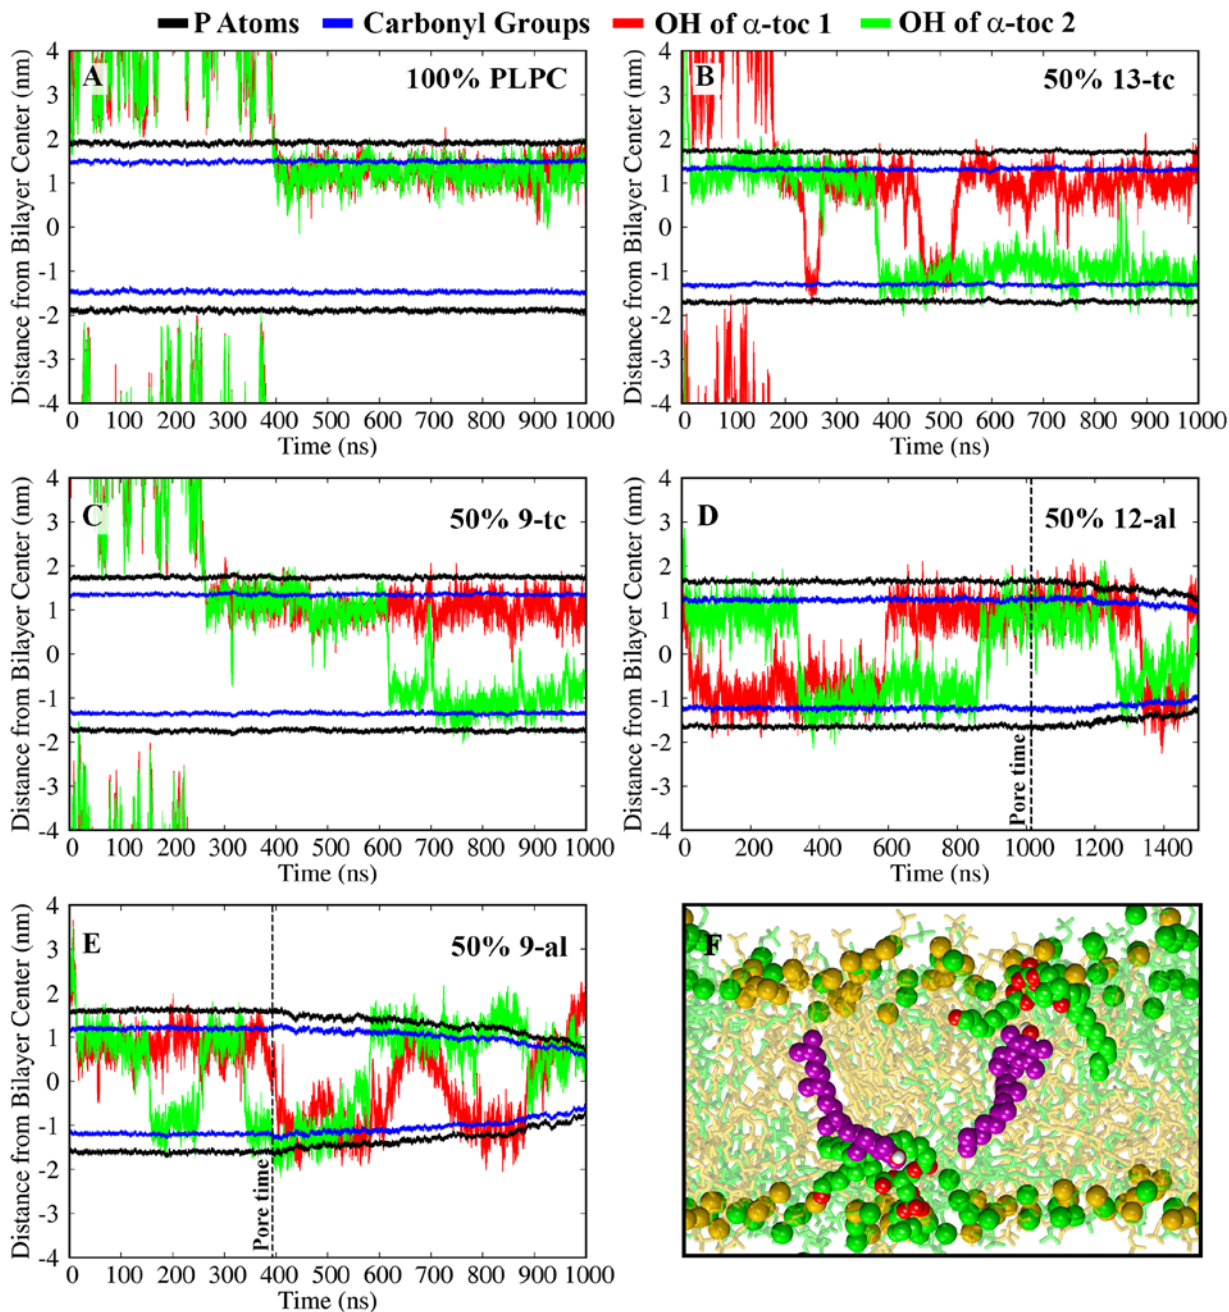 P Atoms Carbonyl Groups OH of α-toc 1 OH of α-toc 2
A 100% PLPC
Distance from Bilayer Center (nm)
4
3
2
1
0
-1
-2
-3
-4
0 100 200 300 400 500 600 700 800 900 1000
Time (ns)
B 50% 13-tc
Distance from Bilayer Center (nm)
4
3
2
1
0
-1
-2
-3
-4
0 100 200 300 400 500 600 700 800 900 1000
Time (ns)
C 50% 9-tc
Distance from Bilayer Center (nm)
4
3
2
1
0
-1
-2
-3
-4
0 100 200 300 400 500 600 700 800 900 1000
Time (ns)
D 50% 12-al
Distance from Bilayer Center (nm)
4
3
2
1
0
-1
-2
-3
-4
Pore time
0 200 400 600 800 1000 1200 1400
Time (ns)
E 50% 9-al
Distance from Bilayer Center (nm)
4
3
2
1
0
-1
-2
-3
-4
Pore time
0 100 200 300 400 500 600 700 800 900 1000
Time (ns)
F